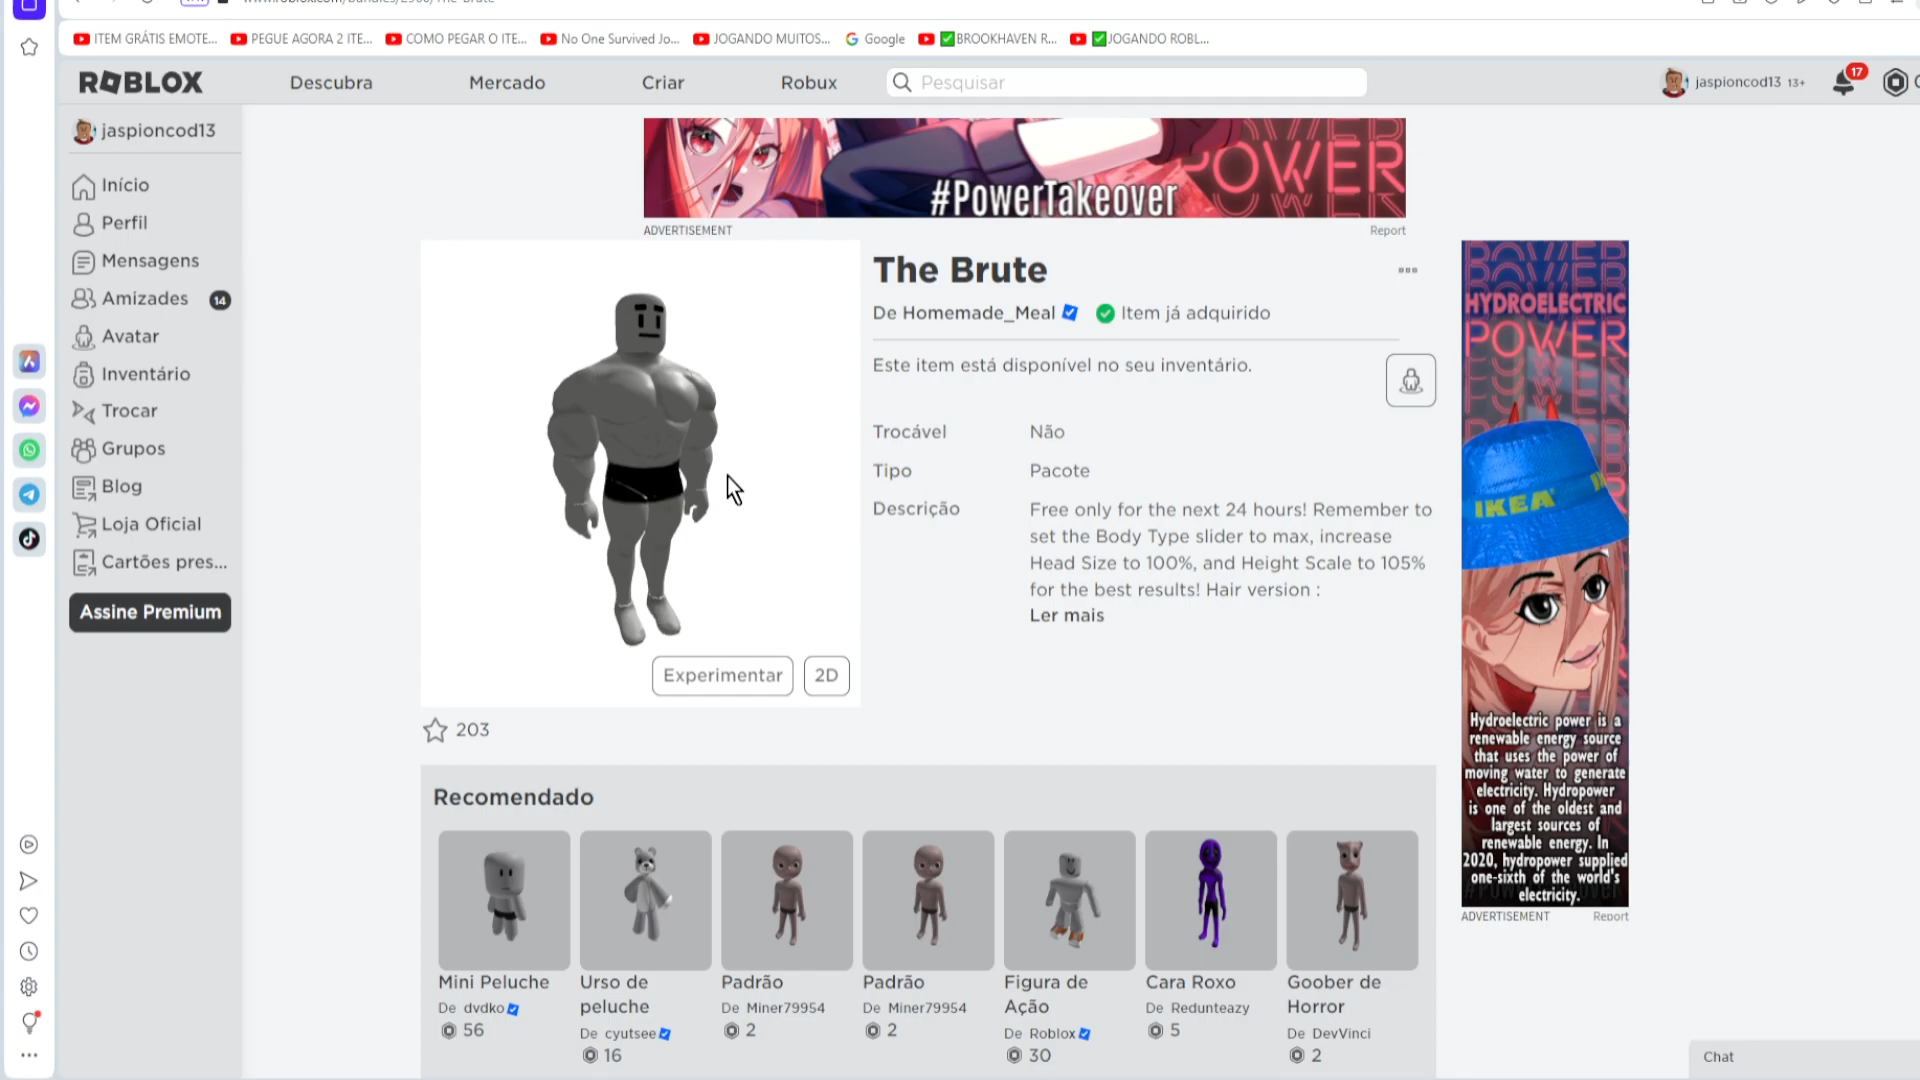 ITEM GRÁTIS EMOTE...
PEGUE AGORA 2 ITE...
COMO PEGAR O ITE...
No One Survived Jo...
JOGANDO MUITOS...
Google
BROOKHAVEN R...
JOGANDO ROBL...
ROBLOX
Descubra
Mercado
Criar
Robux
Pesquisar
jaspioncod13 13+
17
jaspioncod13
Início
Perfil
Mensagens
Amizades 14
Avatar
Inventário
Trocar
Grupos
Blog
Loja Oficial
Cartões pres...
Assine Premium
#PowerTakeover
POWER
ADVERTISEMENT
Report
The Brute
De Homemade_Meal Item já adquirido
Este item está disponível no seu inventário.
Trocável Não
Tipo Pacote
Descrição Free only for the next 24 hours! Remember to
set the Body Type slider to max, increase
Head Size to 100%, and Height Scale to 105%
for the best results! Hair version :
Ler mais
Experimentar
2D
203
HYDROELECTRIC
POWER
IKEA
Hydroelectric power is a
renewable energy source
that uses the power of
moving water to generate
electricity. Hydropower
is one of the oldest and
largest sources of
renewable energy. In
2020, hydropower supplied
one-sixth of the world's
electricity.
ADVERTISEMENT
Report
Recomendado
Mini Peluche
De dvdko
56
Urso de
peluche
De cyutsee
16
Padrão
De Miner79954
2
Padrão
De Miner79954
2
Figura de
Ação
De Roblox
30
Cara Roxo
De Redunteazy
5
Goober de
Horror
De DevVinci
2
Chat